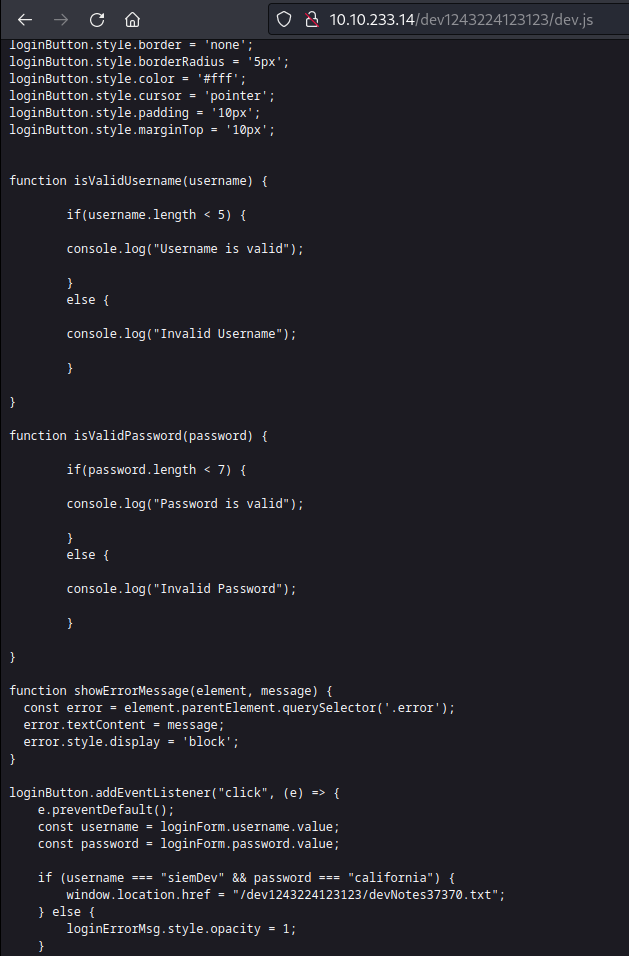 10.10.233.14/dev1243224123123/dev.js
loginButton.style.border = 'none';
loginButton.style.borderRadius = '5px';
loginButton.style.color = '#fff';
loginButton.style.cursor = 'pointer';
loginButton.style.padding = '10px';
loginButton.style.marginTop = '10px';
function isValidUsername(username) {
if(username.length < 5) {
console.log("Username is valid");
}
else {
console.log("Invalid Username");
}
}
function isValidPassword(password) {
if(password.length < 7) {
console.log("Password is valid");
}
else {
console.log("Invalid Password");
}
}
function showErrorMessage(element, message) {
const error = element.parentElement.querySelector('.error');
error.textContent = message;
error.style.display = 'block';
}
loginButton.addEventListener("click", (e) => {
e.preventDefault();
const username = loginForm.username.value;
const password = loginForm.password.value;
if (username === "siemDev" && password === "california") {
window.location.href = "/dev1243224123123/devNotes37370.txt";
} else {
loginErrorMsg.style.opacity = 1;
}